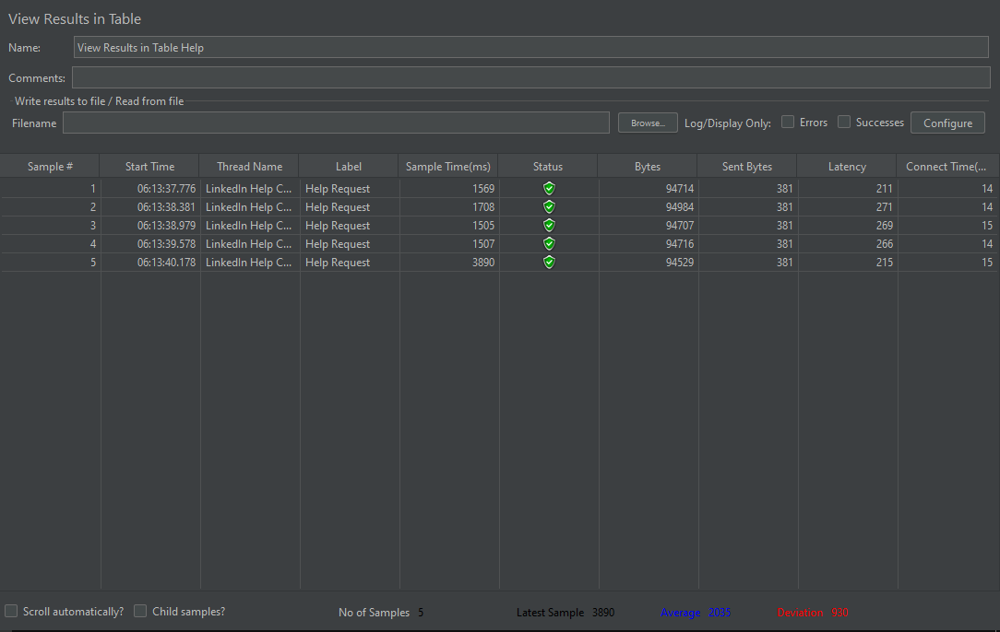 View Results in Table
Name: View Results in Table Help
Comments:
Write results to file / Read from file
Filename Browse... Log/Display Only: Errors Successes Configure
Sample # Start Time Thread Name Label Sample Time(ms) Status Bytes Sent Bytes Latency Connect Time(...
1 06:13:37.776 LinkedIn Help C... Help Request 1569 94714 381 211 14
2 06:13:38.381 LinkedIn Help C... Help Request 1708 94984 381 271 14
3 06:13:38.979 LinkedIn Help C... Help Request 1505 94707 381 269 15
4 06:13:39.578 LinkedIn Help C... Help Request 1507 94716 381 266 14
5 06:13:40.178 LinkedIn Help C... Help Request 3890 94529 381 215 15
Scroll automatically? Child samples? No of Samples 5 Latest Sample 3890 Average 2035 Deviation 930